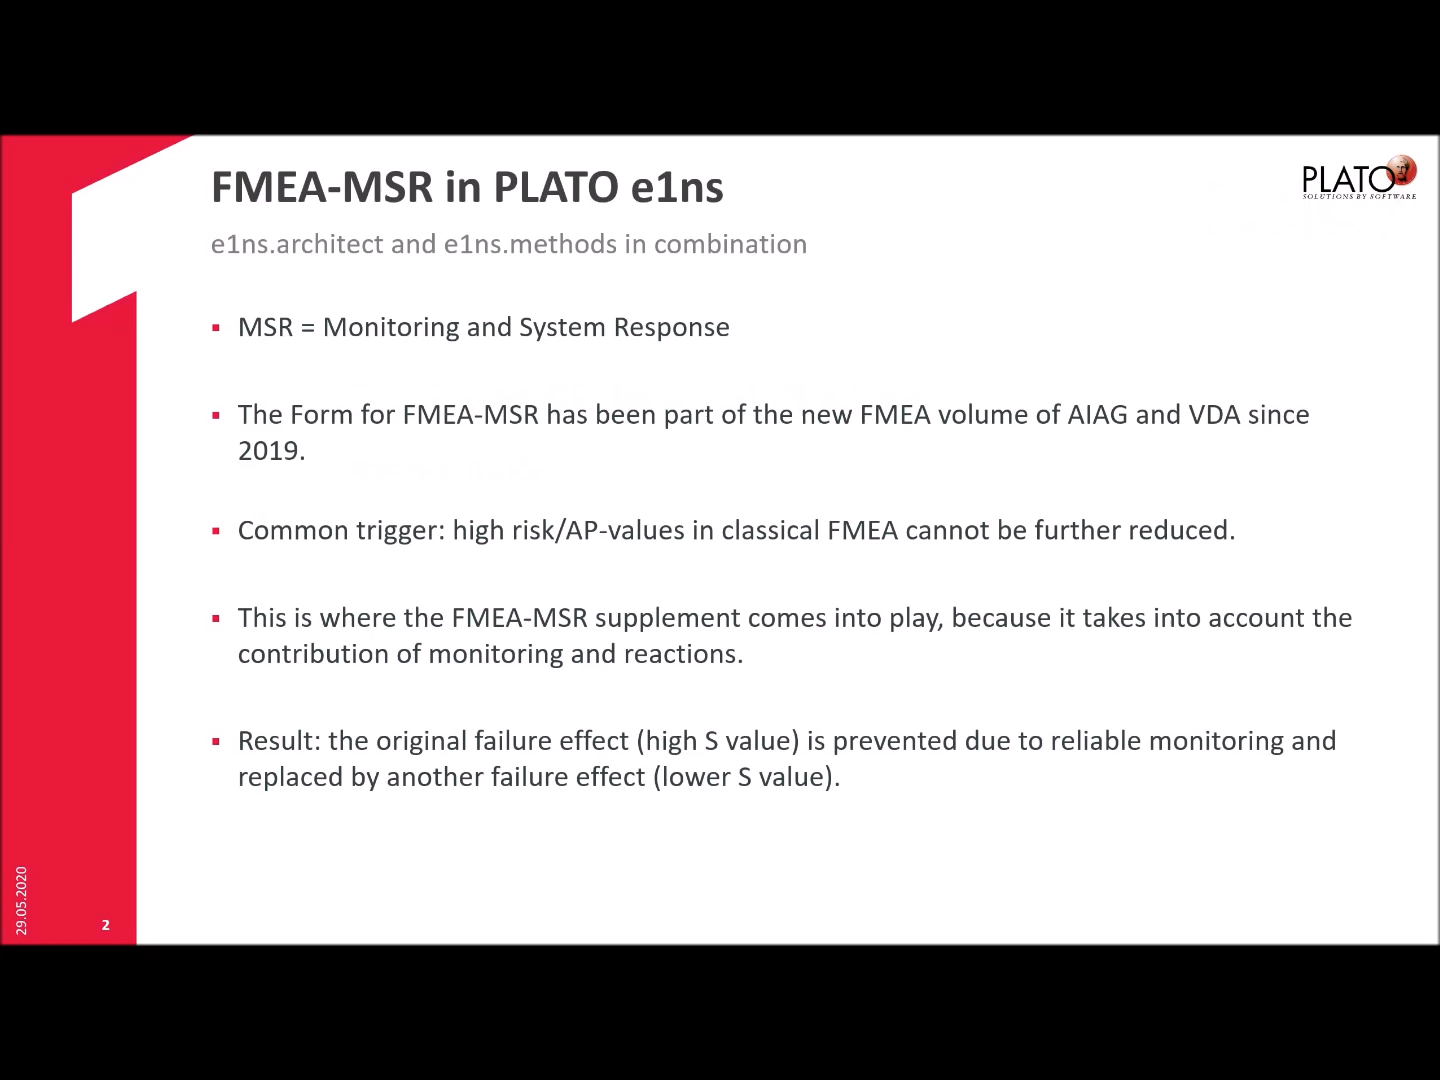 FMEA-MSR in PLATO e1ns
PLATO
SOLUTIONS BY SOFTWARE
e1ns.architect and e1ns.methods in combination
▪ MSR = Monitoring and System Response
▪ The Form for FMEA-MSR has been part of the new FMEA volume of AIAG and VDA since
2019.
▪ Common trigger: high risk/AP-values in classical FMEA cannot be further reduced.
▪ This is where the FMEA-MSR supplement comes into play, because it takes into account the
contribution of monitoring and reactions.
▪ Result: the original failure effect (high S value) is prevented due to reliable monitoring and
replaced by another failure effect (lower S value).
29.05.2020
2